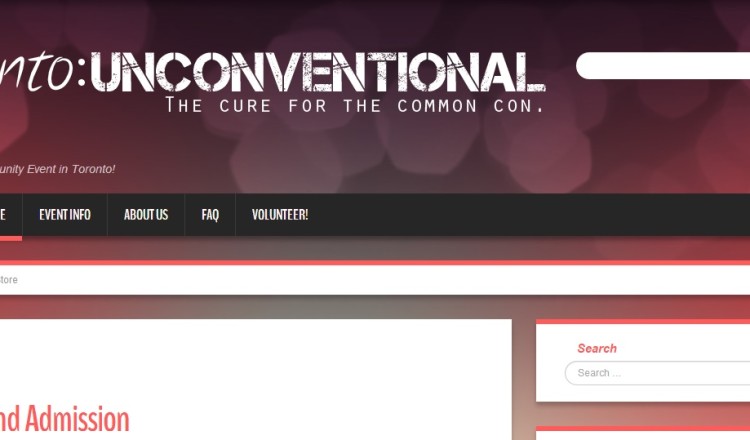 nto:UNCONVENTIONAL
THE CURE FOR THE COMMON CON.
unity Event in Toronto!
E EVENT INFO ABOUT US FAQ VOLUNTEER!
tore
Search
Search ...
nd Admission